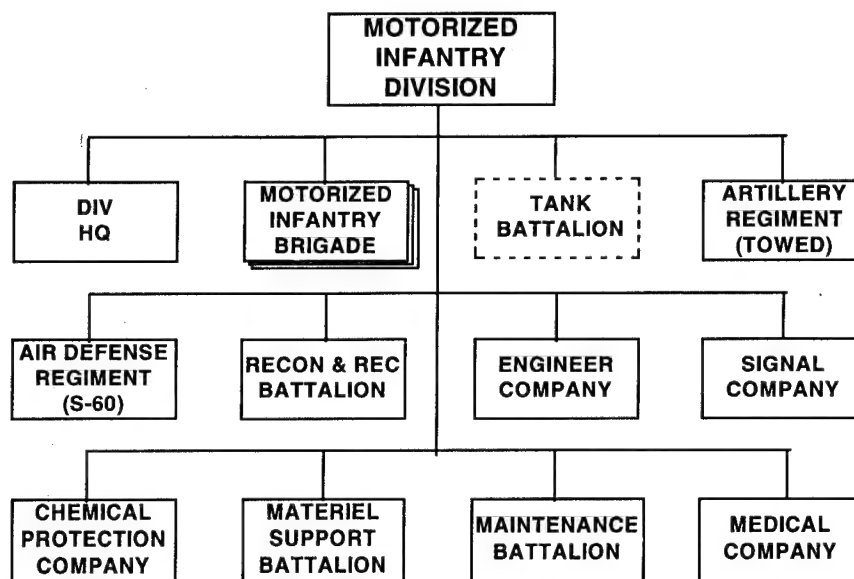 MOTORIZED
INFANTRY
DIVISION
DIV
HQ
MOTORIZED
INFANTRY
BRIGADE
TANK
BATTALION
ARTILLERY
REGIMENT
(TOWED)
AIR DEFENSE
REGIMENT
(S-60)
RECON & REC
BATTALION
ENGINEER
COMPANY
SIGNAL
COMPANY
CHEMICAL
PROTECTION
COMPANY
MATERIEL
SUPPORT
BATTALION
MAINTENANCE
BATTALION
MEDICAL
COMPANY